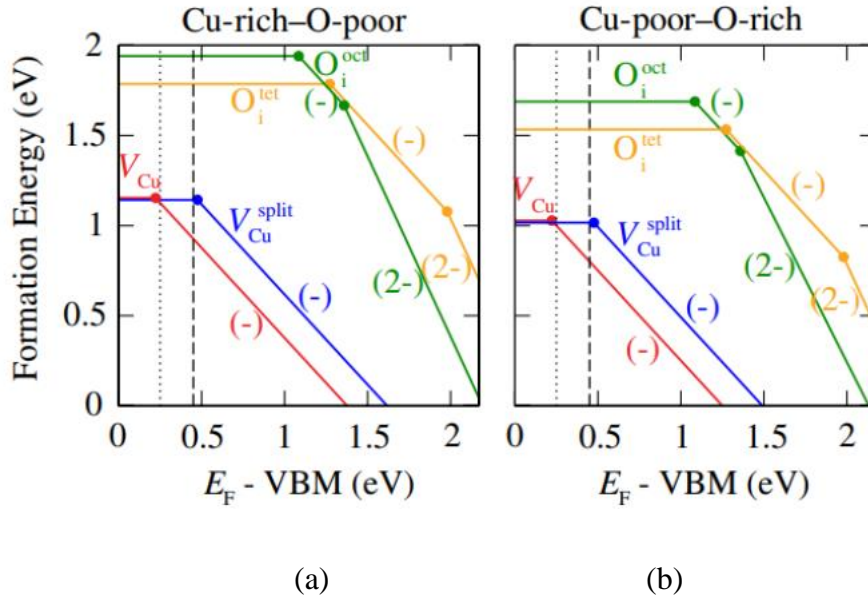 Cu-rich–O-poor
Cu-poor–O-rich
Formation Energy (eV)
2
1.5
1
0.5
0
O_i^oct
(-)
O_i^tet
(-)
V_Cu
V_Cu^split
(2-)
(2-)
(-)
(-)
0 0.5 1 1.5 2
E_F - VBM (eV)
O_i^oct
(-)
O_i^tet
(-)
V_Cu
V_Cu^split
(2-)
(2-)
(-)
(-)
0 0.5 1 1.5 2
E_F - VBM (eV)
(a) (b)